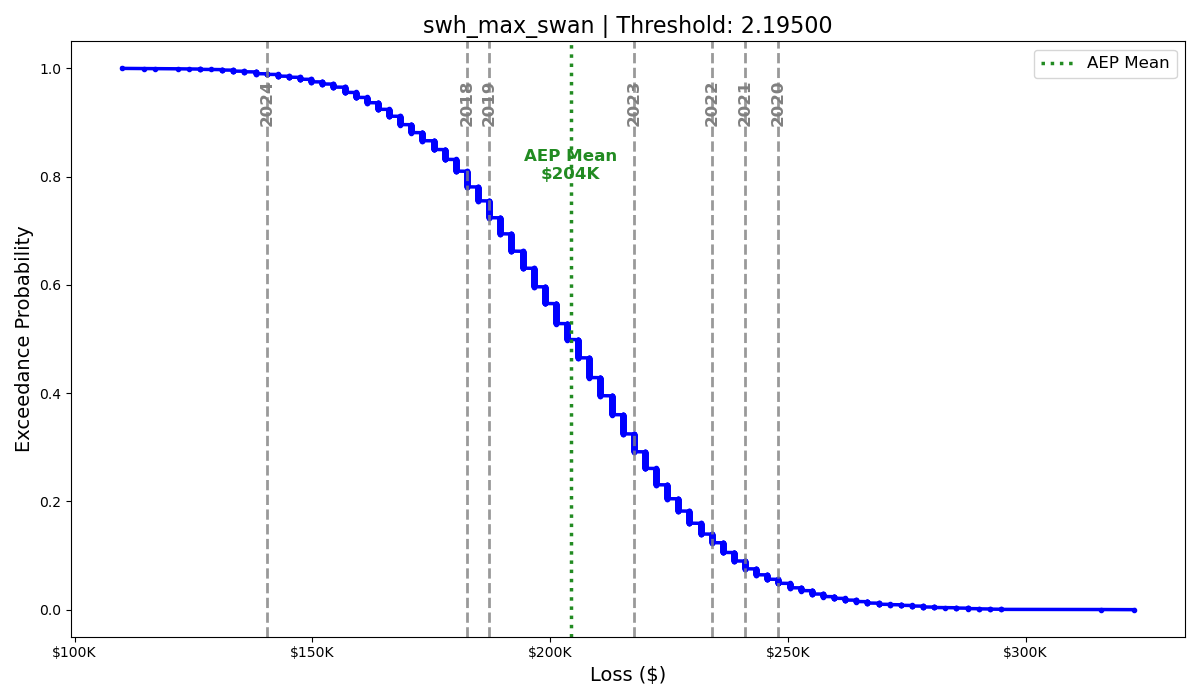 swh_max_swan | Threshold: 2.19500
AEP Mean
1.0
0.8
0.6
0.4
0.2
0.0
Exceedance Probability
2024
2018
2019
2023
2022
2021
2020
AEP Mean
$204K
$100K
$150K
$200K
$250K
$300K
Loss ($)